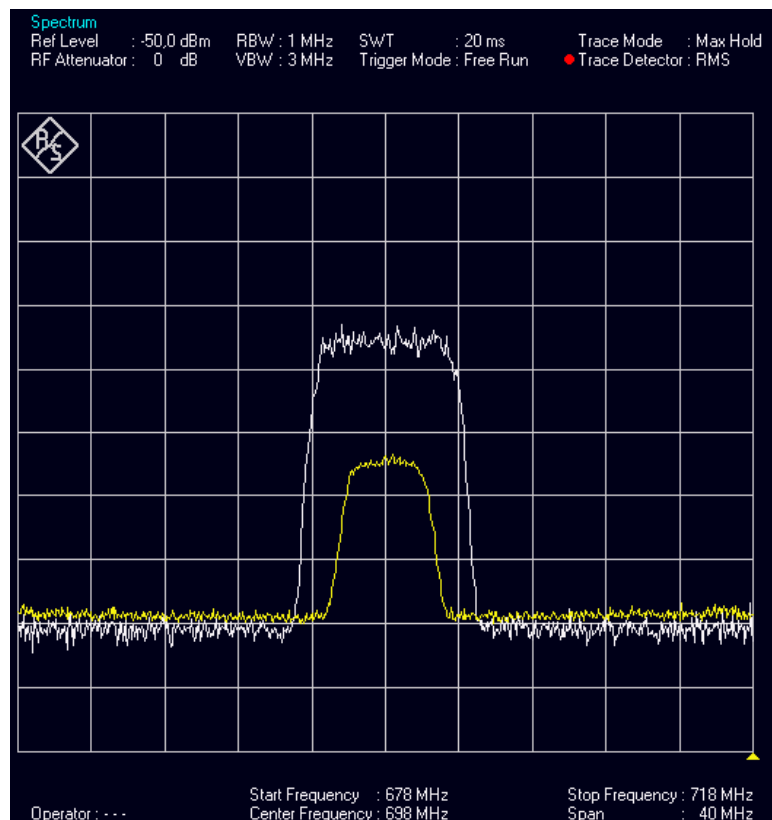 Spectrum
Ref Level : -50,0 dBm RBW : 1 MHz SWT : 20 ms Trace Mode : Max Hold
RF Attenuator : 0 dB VBW : 3 MHz Trigger Mode : Free Run Trace Detector : RMS
R/S
Start Frequency : 678 MHz Stop Frequency : 718 MHz
Operator : - - - Center Frequency : 698 MHz Span : 40 MHz